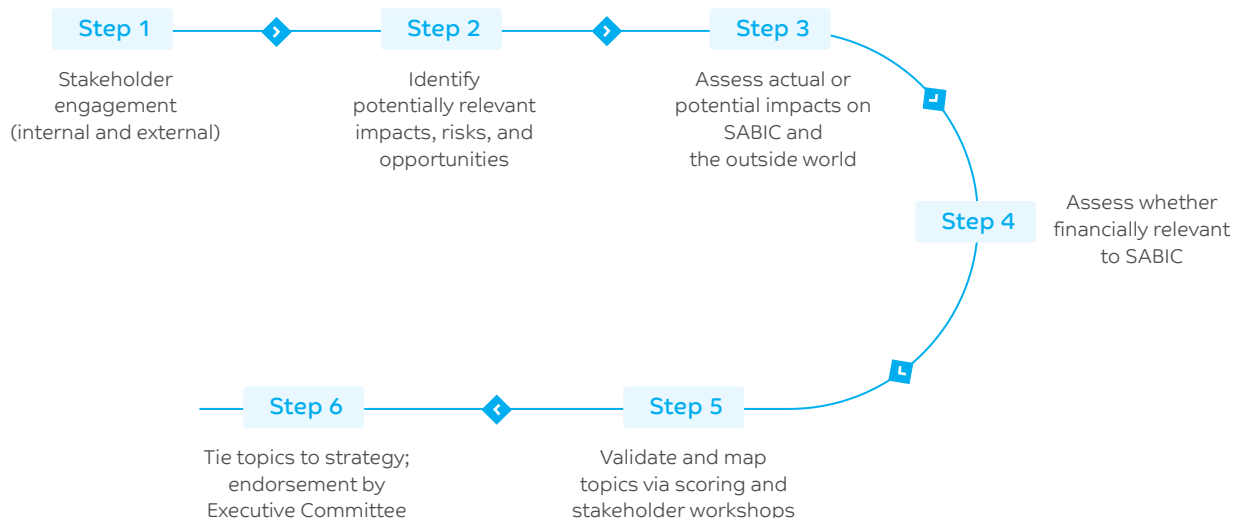 Step 1
Stakeholder
engagement
(internal and external)
Step 2
Identify
potentially relevant
impacts, risks, and
opportunities
Step 3
Assess actual or
potential impacts on
SABIC and
the outside world
Step 4
Assess whether
financially relevant
to SABIC
Step 5
Validate and map
topics via scoring and
stakeholder workshops
Step 6
Tie topics to strategy;
endorsement by
Executive Committee